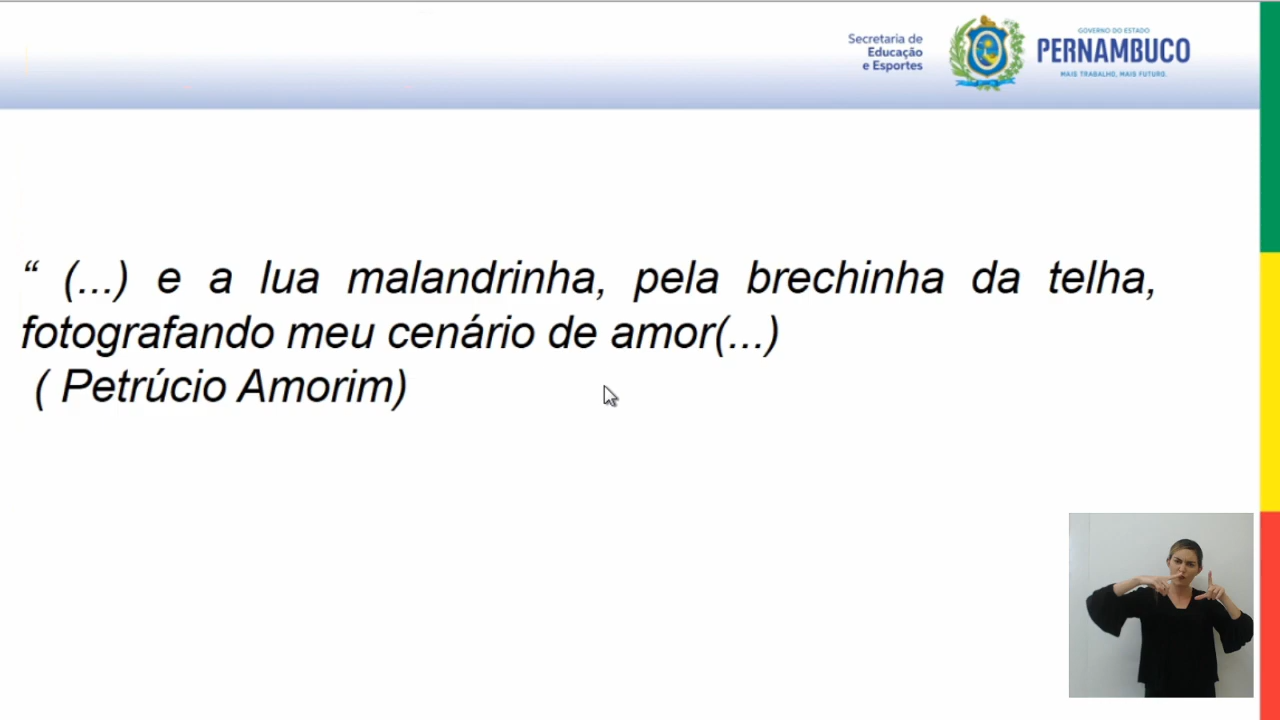 Secretaria de
Educação
e Esportes
GOVERNO DO ESTADO
PERNAMBUCO
MAIS TRABALHO, MAIS FUTURO.
“ (...) e a lua malandrinha, pela brechinha da telha,
fotografando meu cenário de amor(...)
( Petrúcio Amorim)